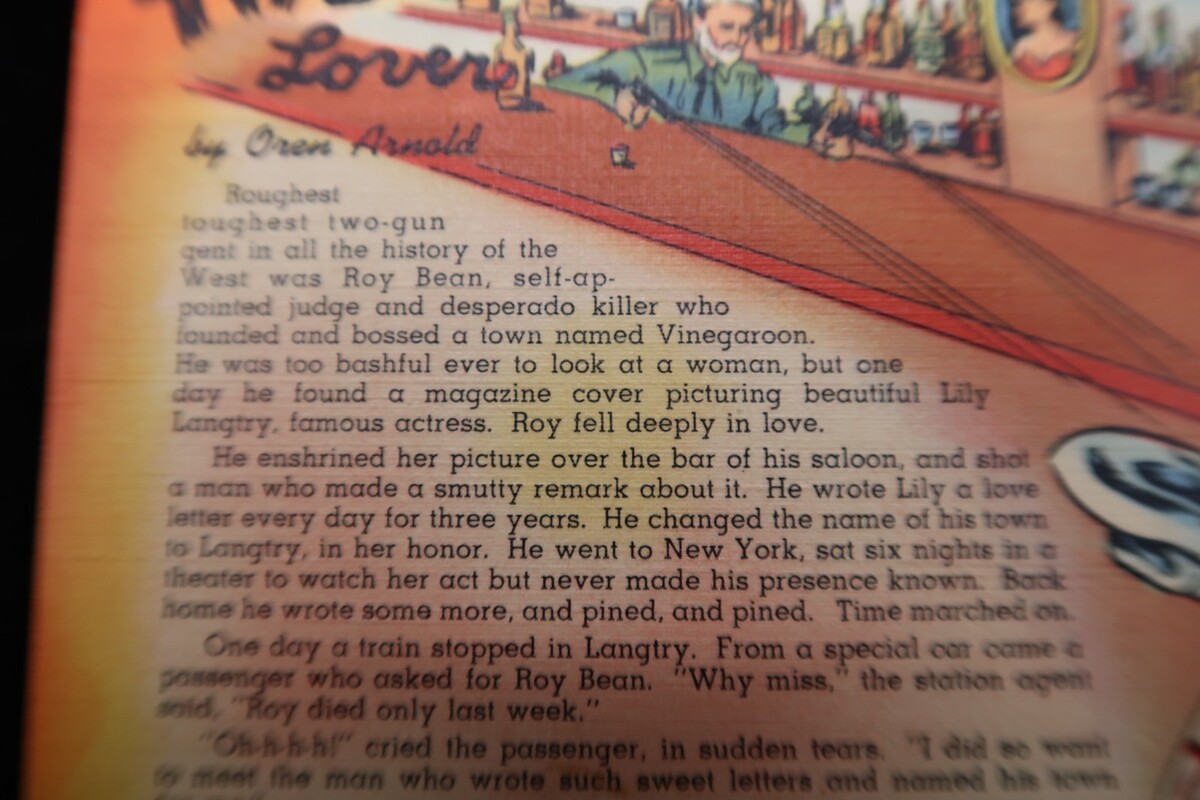 Lover
by Oren Arnold
Roughest
toughest two-gun
gent in all the history of the
West was Roy Bean, self-ap-
pointed judge and desperado killer who
founded and bossed a town named Vinegaroon.
He was too bashful ever to look at a woman, but one
day he found a magazine cover picturing beautiful Lily
Langtry, famous actress. Roy fell deeply in love.
He enshrined her picture over the bar of his saloon, and shot
a man who made a smutty remark about it. He wrote Lily a love
letter every day for three years. He changed the name of his town
to Langtry, in her honor. He went to New York, sat six nights in a
theater to watch her act but never made his presence known. Back
home he wrote some more, and pined, and pined. Time marched on.
One day a train stopped in Langtry. From a special car came a
passenger who asked for Roy Bean. "Why miss," the station agent
said, "Roy died only last week."
"Oh-h-h-h!" cried the passenger, in sudden tears. "I did so want
to meet the man who wrote such sweet letters and named his town